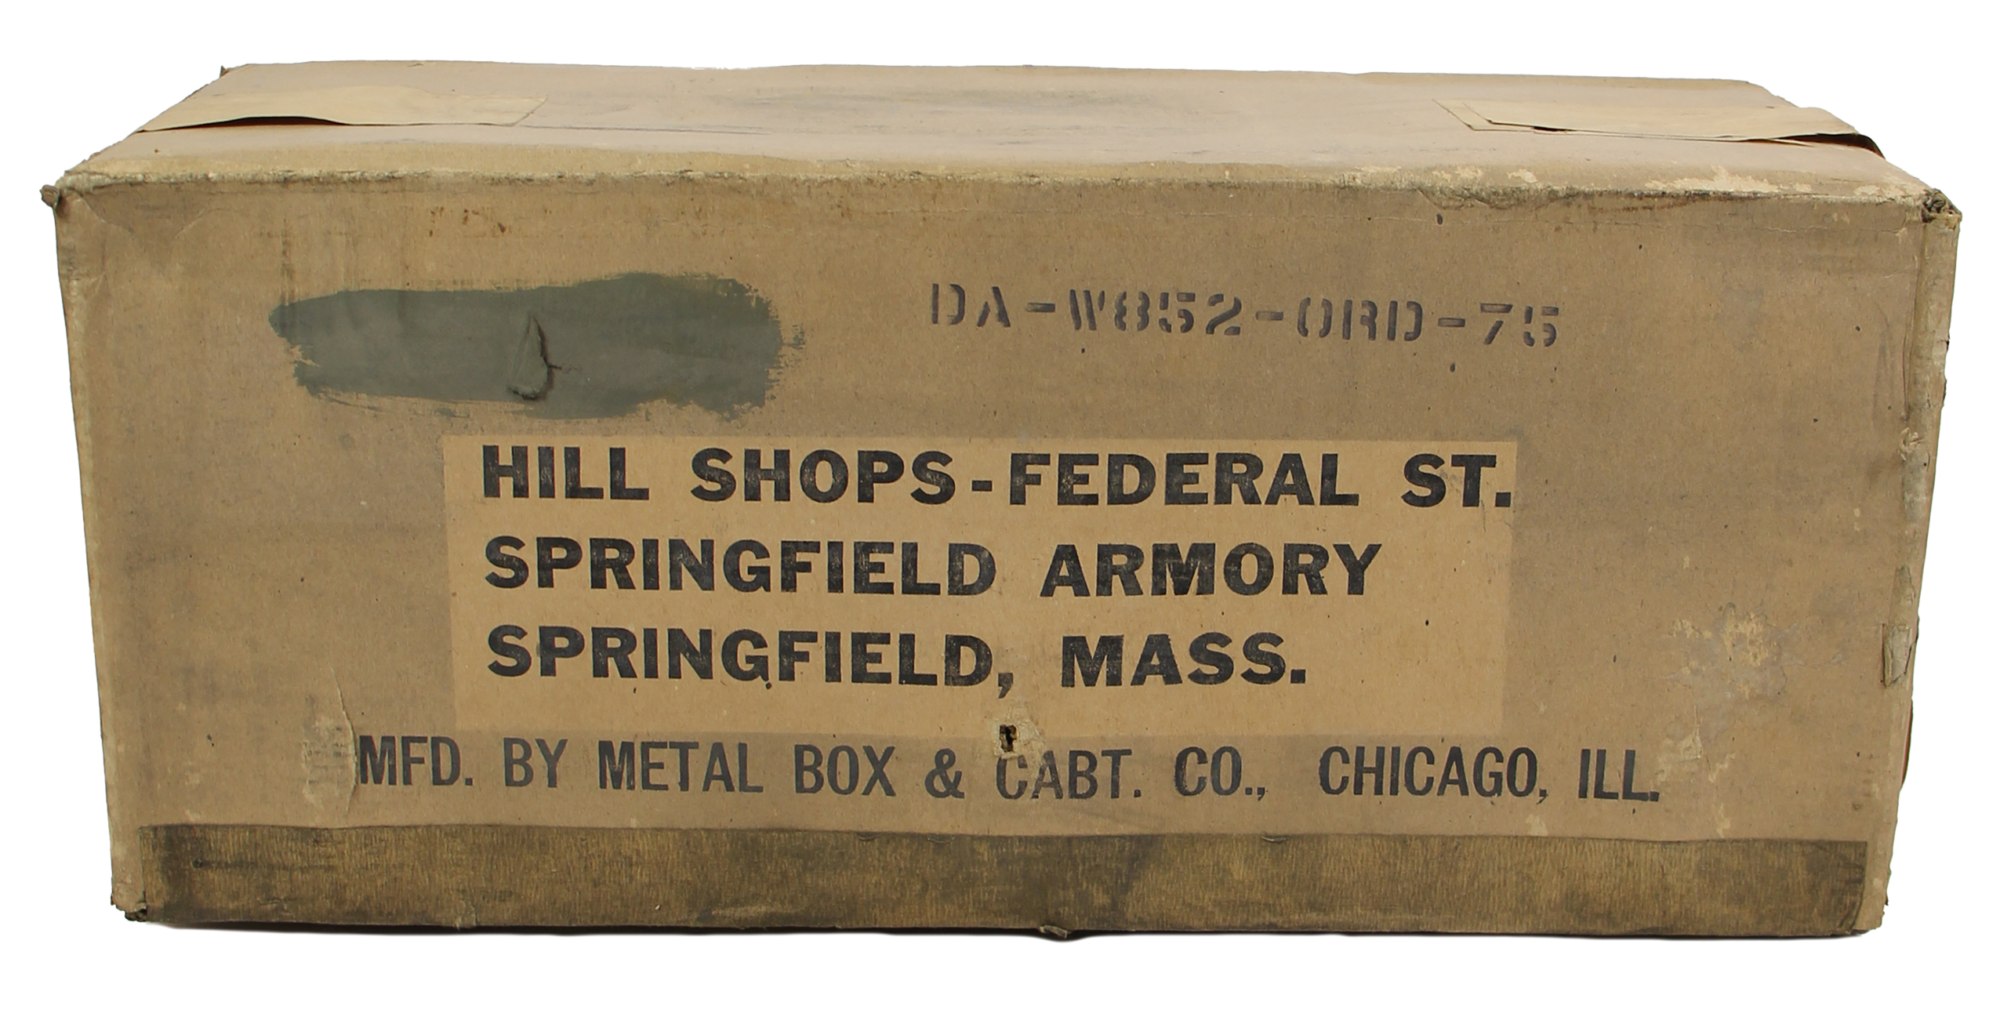 DA-W852-ORD-75
HILL SHOPS-FEDERAL ST.
SPRINGFIELD ARMORY
SPRINGFIELD, MASS.
MFD. BY METAL BOX & CABT. CO., CHICAGO, ILL.